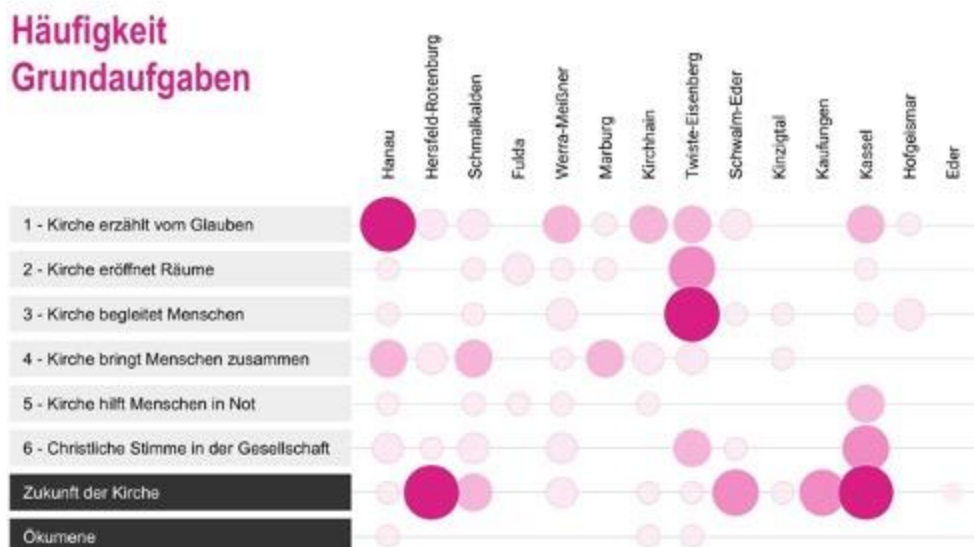 Häufigkeit
Grundaufgaben
Hanau
Hersfeld-Rotenburg
Schmalkalden
Fulda
Werra-Meißner
Marburg
Kirchhain
Twiste-Eisenberg
Schwalm-Eder
Kinzigtal
Kaufungen
Kassel
Hofgeismar
Eder
1 - Kirche erzählt vom Glauben
2 - Kirche eröffnet Räume
3 - Kirche begleitet Menschen
4 - Kirche bringt Menschen zusammen
5 - Kirche hilft Menschen in Not
6 - Christliche Stimme in der Gesellschaft
Zukunft der Kirche
Ökumene